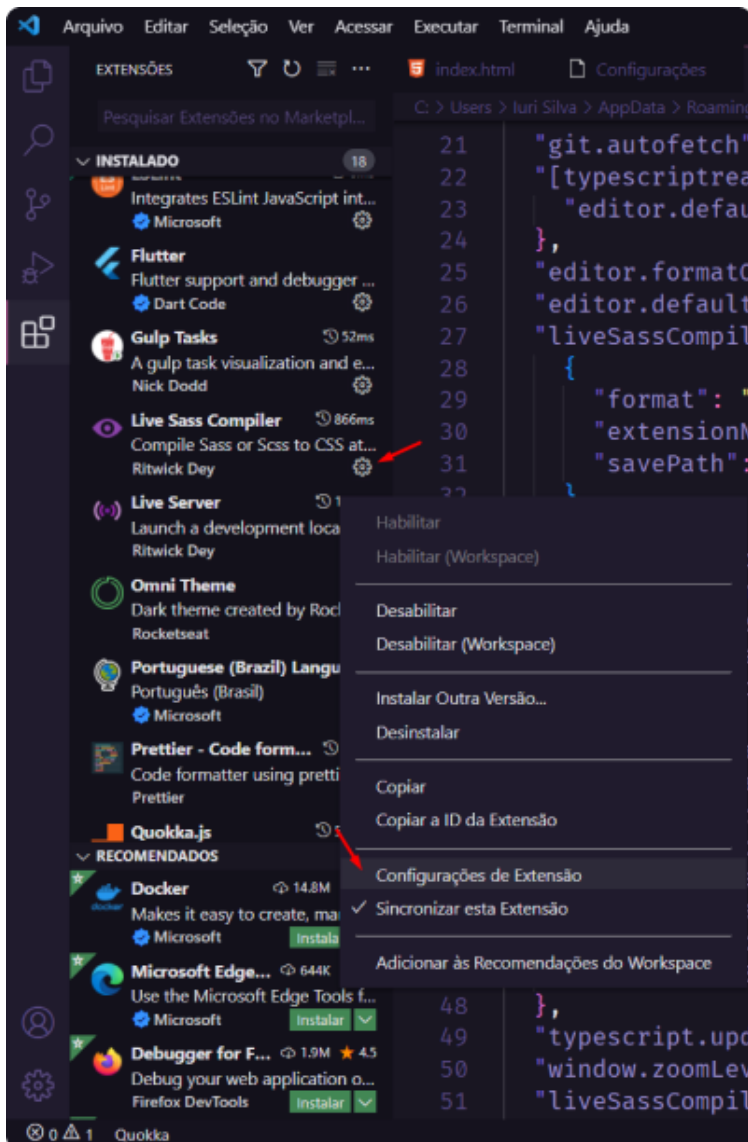 Arquivo Editar Seleção Ver Acessar Executar Terminal Ajuda
EXTENSÕES
Pesquisar Extensões no Marketpl...
INSTALADO 18
ESLint
Integrates ESLint JavaScript int...
Microsoft
Flutter
Flutter support and debugger ...
Dart Code
Gulp Tasks 52ms
A gulp task visualization and e...
Nick Dodd
Live Sass Compiler 866ms
Compile Sass or Scss to CSS at...
Ritwick Dey
Live Server 1
Launch a development loca
Ritwick Dey
Omni Theme
Dark theme created by Rock
Rocketseat
Portuguese (Brazil) Langu
Português (Brasil)
Microsoft
Prettier - Code form...
Code formatter using pretti
Prettier
Quokka.js
RECOMENDADOS
Docker 14.8M
Makes it easy to create, ma
docker
Microsoft Instala
Microsoft Edge... 644K
Use the Microsoft Edge Tools f...
Microsoft Instalar
Debugger for F... 1.9M 4.5
Debug your web application o...
Firefox DevTools Instalar
0 1 Quokka
index.html Configurações
C: > Users > Iuri Silva > AppData > Roaming
21 "git.autofetch"
22 "[typescriptrea
23 "editor.defau
24 },
25 "editor.formatO
26 "editor.default
27 "liveSassCompil
28 {
29 "format": "
30 "extensionN
31 "savePath":
32 }
Habilitar
Habilitar (Workspace)
Desabilitar
Desabilitar (Workspace)
Instalar Outra Versão...
Desinstalar
Copiar
Copiar a ID da Extensão
Configurações de Extensão
Sincronizar esta Extensão
Adicionar às Recomendações do Workspace
48 },
49 "typescript.upd
50 "window.zoomLev
51 "liveSassCompil